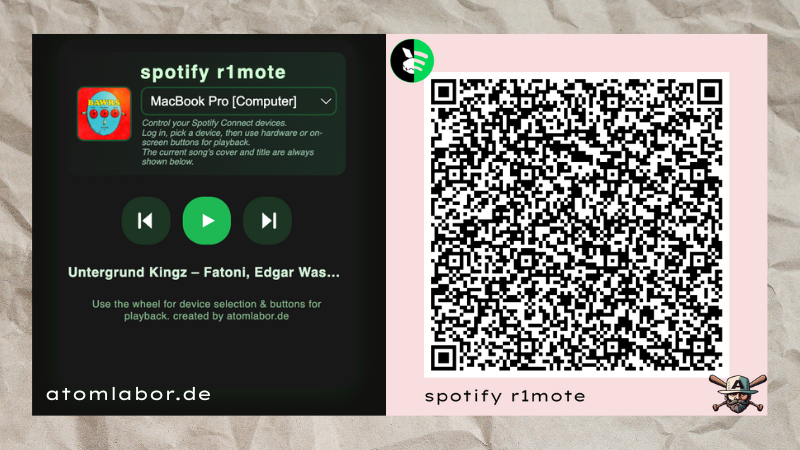 spotify r1mote
MacBook Pro [Computer]
Control your Spotify Connect devices.
Log in, pick a device, then use hardware or on-
screen buttons for playback.
The current song's cover and title are always
shown below.
Untergrund Kingz – Fatoni, Edgar Was...
Use the wheel for device selection & buttons for
playback. created by atomlabor.de
atomlabor.de
spotify r1mote
A